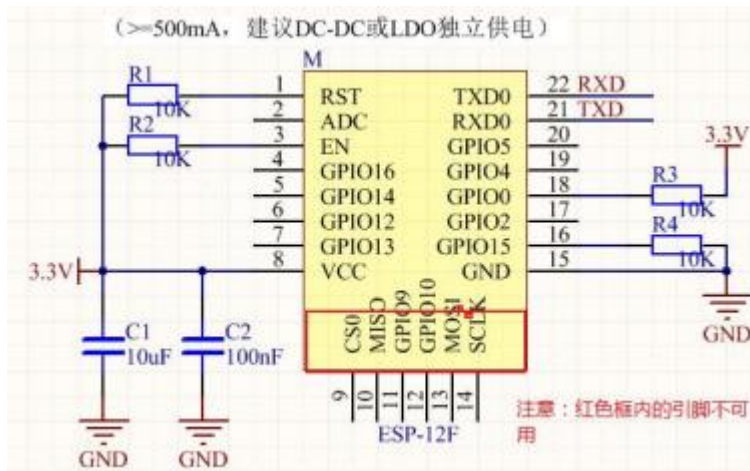 （>=500mA，建议DC-DC或LDO独立供电）
M
R1
10K
R2
10K
1 RST
2 ADC
3 EN
4 GPIO16
5 GPIO14
6 GPIO12
7 GPIO13
8 VCC
TXD0 22 RXD
RXD0 21 TXD
GPIO5 20
GPIO4 19
GPIO0 18
GPIO2 17
GPIO15 16
GND 15
3.3V
R3
10K
R4
10K
GND
3.3V
C1
10uF
C2
100nF
GND
GND
CS0 9
MISO 10
GPIO9 11
GPIO10 12
MOSI 13
SCLK 14
ESP-12F
注意：红色框内的引脚不可
用